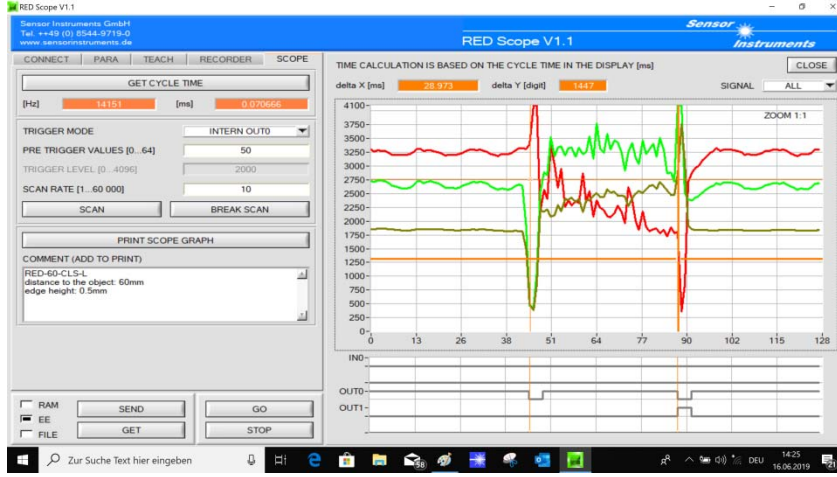 RED Scope V1.1
Sensor Instruments GmbH
Tel. ++49 (0) 8544-9719-0
www.sensorinstruments.de
RED Scope V1.1
Sensor
Instruments
CONNECT PARA TEACH RECORDER SCOPE
GET CYCLE TIME
[Hz] 14151 [ms] 0.070666
TRIGGER MODE INTERN OUT0
PRE TRIGGER VALUES [0...64] 50
TRIGGER LEVEL [0...4096] 2000
SCAN RATE [1...60 000] 10
SCAN BREAK SCAN
PRINT SCOPE GRAPH
COMMENT (ADD TO PRINT)
RED-60-CLS-L
distance to the object: 60mm
edge height: 0.5mm
RAM
EE
FILE
SEND GO
GET STOP
TIME CALCULATION IS BASED ON THE CYCLE TIME IN THE DISPLAY [ms]
CLOSE
delta X [ms] 28.973 delta Y [digit] 1447 SIGNAL ALL
ZOOM 1:1
4100
3750
3500
3250
3000
2750
2500
2250
2000
1750
1500
1250
1000
750
500
250
0
0 13 26 38 51 64 77 90 102 115 128
IN0
OUT0
OUT1
Zur Suche Text hier eingeben
58
DEU
14:25
16.06.2019
21